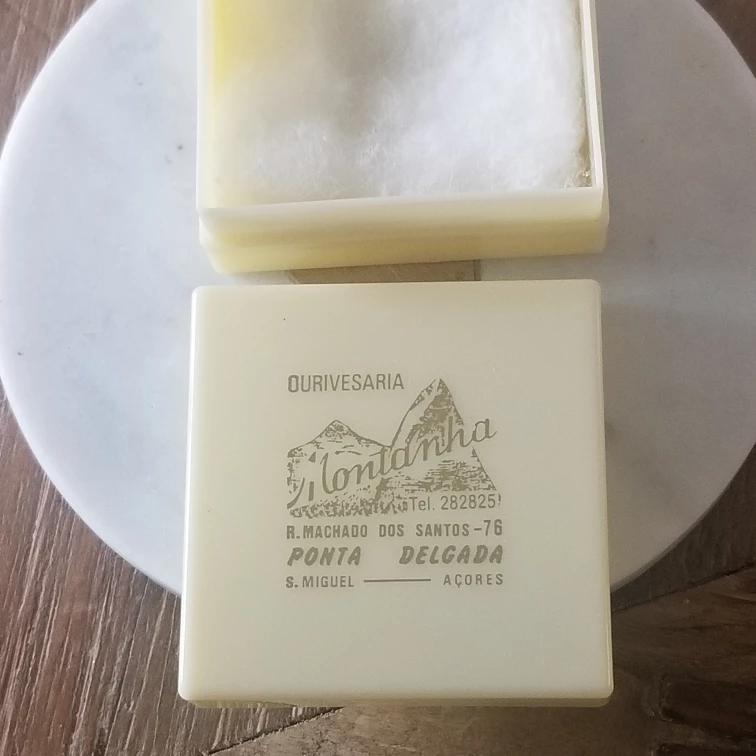 OURIVESARIA
Montanha
Tel. 282825
R. MACHADO DOS SANTOS - 76
PONTA DELGADA
S. MIGUEL — AÇORES